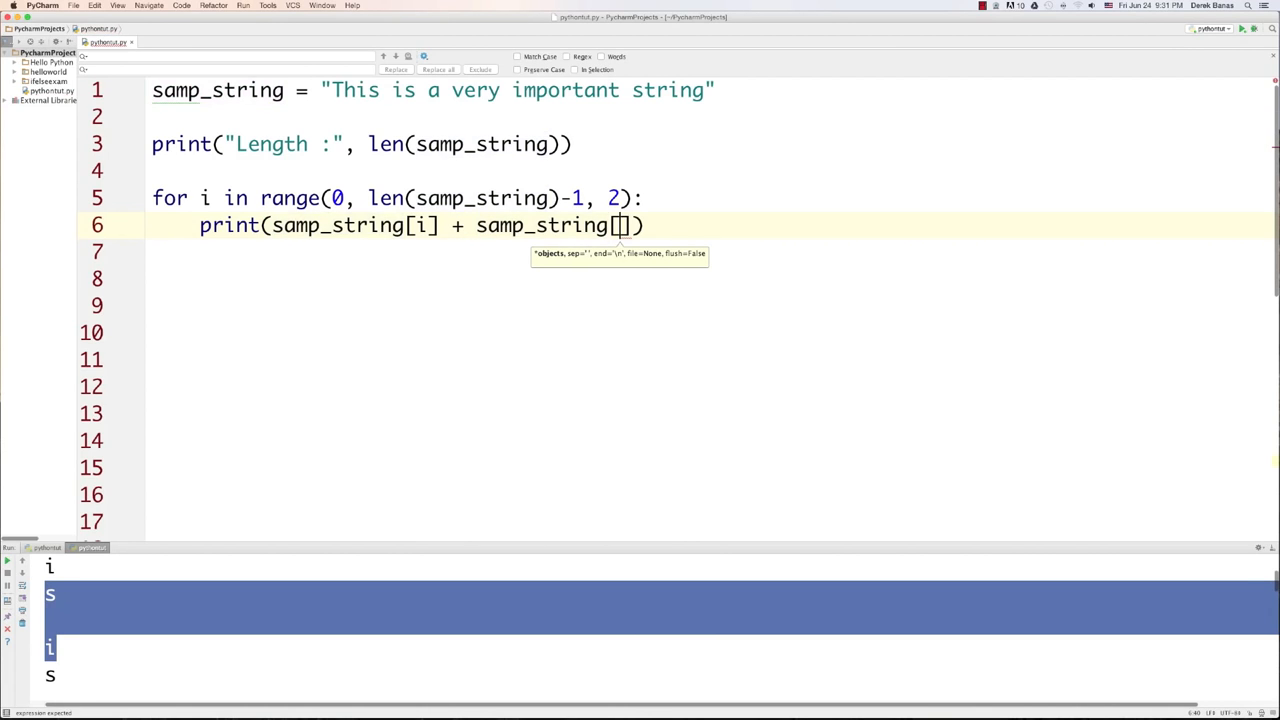 PyCharm File Edit View Navigate Code Refactor Run Tools VCS Window Help
10 Fri Jun 24 9:31 PM Derek Banas
pythontut.py - PycharmProjects - [~/PycharmProjects]
PycharmProjects pythontut.py pythontut
pythontut.py ×
PycharmProject
Hello Python
helloworld
ifelseexam
pythontut.py
External Librarie
Match Case Regex Words
Replace Replace all Exclude Preserve Case In Selection
1 samp_string = "This is a very important string"
2
3 print("Length :", len(samp_string))
4
5 for i in range(0, len(samp_string)-1, 2):
6 print(samp_string[i] + samp_string[])
7
*objects, sep=' ', end='\n', file=None, flush=False
8
9
10
11
12
13
14
15
16
17
Run: pythontut pythontut
i
s
i
s
expression expected 6:40 LF÷ UTF-8÷